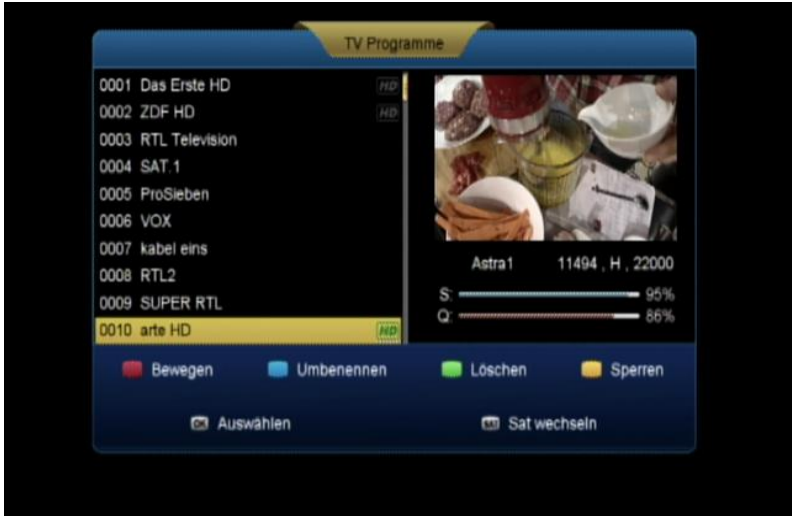 TV Programme
0001 Das Erste HD HD
0002 ZDF HD HD
0003 RTL Television
0004 SAT.1
0005 ProSieben
0006 VOX
0007 kabel eins
0008 RTL2
0009 SUPER RTL
0010 arte HD HD
Astra1 11494 , H , 22000
S: 95%
Q: 86%
Bewegen Umbenennen Löschen Sperren
OK Auswählen SAT Sat wechseln